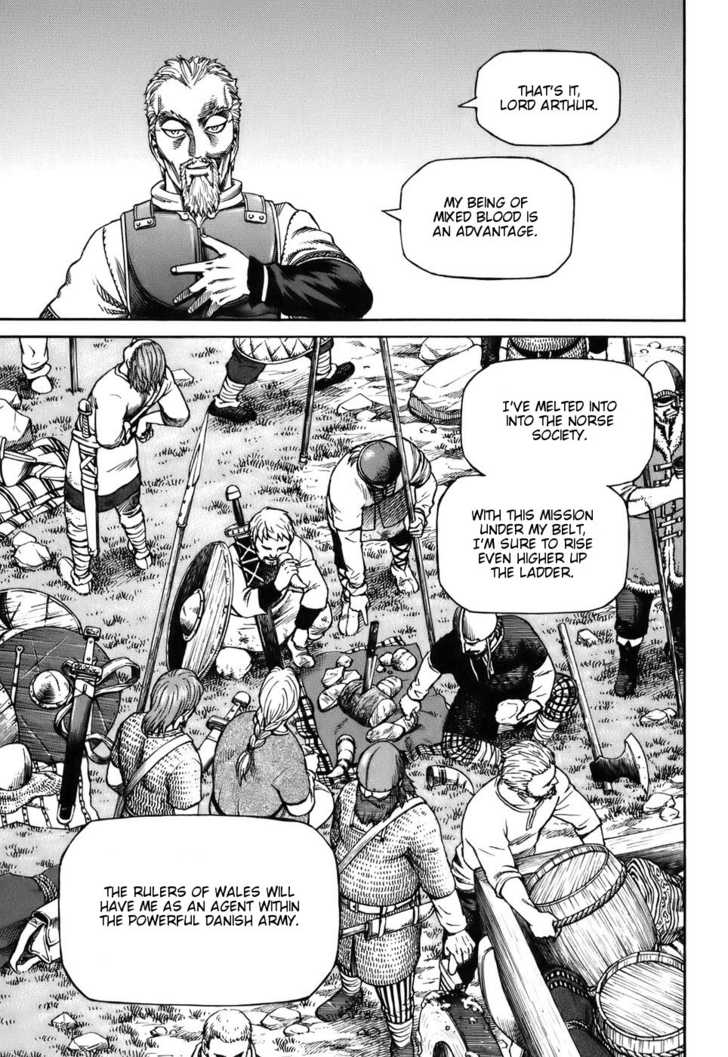 THAT'S IT,
LORD ARTHUR.
MY BEING OF
MIXED BLOOD IS
AN ADVANTAGE.
I'VE MELTED INTO
INTO THE NORSE
SOCIETY.
WITH THIS MISSION
UNDER MY BELT,
I'M SURE TO RISE
EVEN HIGHER UP
THE LADDER.
THE RULERS OF WALES WILL
HAVE ME AS AN AGENT WITHIN
THE POWERFUL DANISH ARMY.